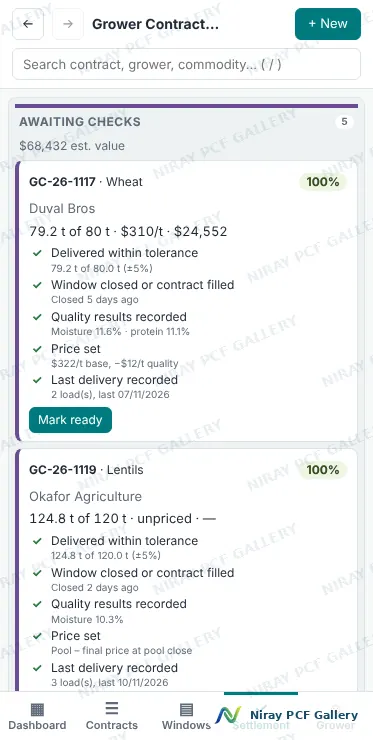 ← → Grower Contract... + New
Search contract, grower, commodity... ( / )
AWAITING CHECKS 5
$68,432 est. value
GC-26-1117 · Wheat 100%
Duval Bros
79.2 t of 80 t · $310/t · $24,552
✓ Delivered within tolerance
79.2 t of 80.0 t (±5%)
✓ Window closed or contract filled
Closed 5 days ago
✓ Quality results recorded
Moisture 11.6% · protein 11.1%
✓ Price set
$322/t base, −$12/t quality
✓ Last delivery recorded
2 load(s), last 07/11/2026
Mark ready
GC-26-1119 · Lentils 100%
Okafor Agriculture
124.8 t of 120 t · unpriced · —
✓ Delivered within tolerance
124.8 t of 120.0 t (±5%)
✓ Window closed or contract filled
Closed 2 days ago
✓ Quality results recorded
Moisture 10.3%
✓ Price set
Pool – final price at pool close
✓ Last delivery recorded
3 load(s), last 10/11/2026
Dashboard Contracts Windows Settlement Grower
Niray PCF Gallery
NIRAY PCF GALLERY